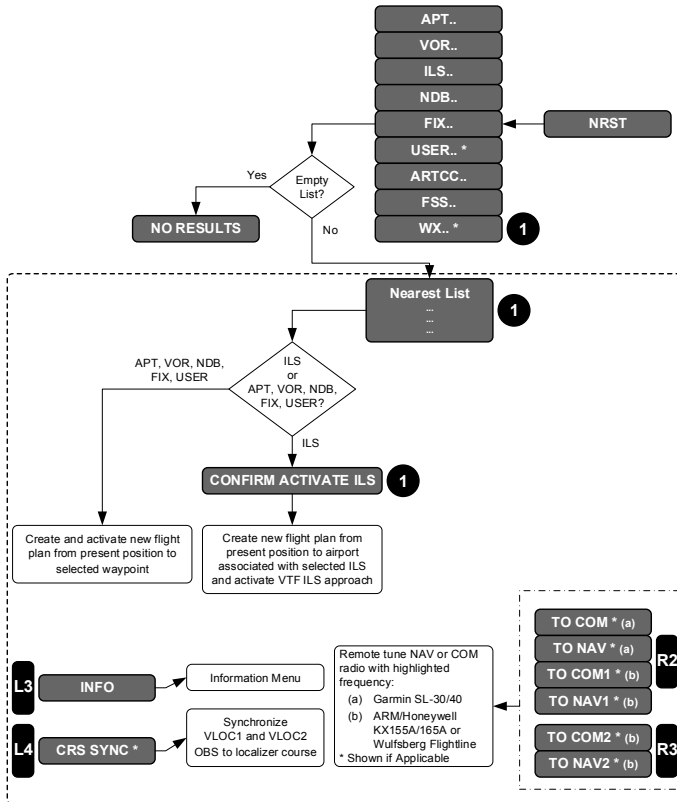 APT..
VOR..
ILS..
NDB..
FIX..
NRST
USER.. *
ARTCC..
FSS..
WX.. *
1
Empty
List?
Yes
NO RESULTS
No
Nearest List
...
...
...
1
APT, VOR, NDB,
FIX, USER
ILS
or
APT, VOR, NDB,
FIX, USER?
ILS
CONFIRM ACTIVATE ILS
1
Create and activate new flight
plan from present position to
selected waypoint
Create new flight plan from
present position to airport
associated with selected ILS
and activate VTF ILS approach
L3
INFO
Information Menu
L4
CRS SYNC *
Synchronize
VLOC1 and VLOC2
OBS to localizer course
Remote tune NAV or COM
radio with highlighted
frequency:
(a) Garmin SL-30/40
(b) ARM/Honeywell
KX155A/165A or
Wulfsberg Flightline
* Shown if Applicable
TO COM * (a)
TO NAV * (a)
TO COM1 * (b)
TO NAV1 * (b)
R2
TO COM2 * (b)
TO NAV2 * (b)
R3